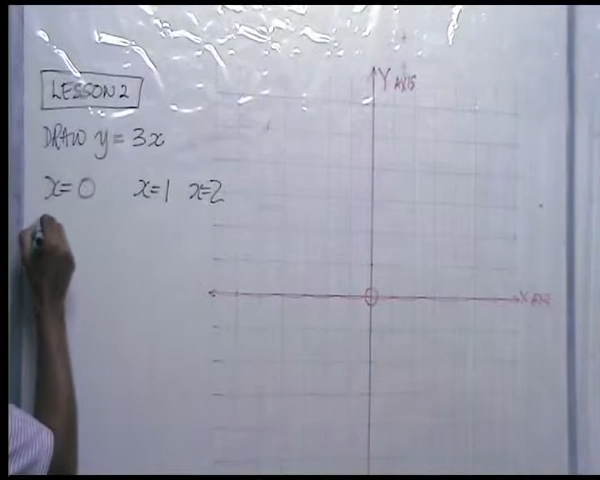 LESSON 2
DRAW y = 3x
x=0 x=1 x=2
Y AXIS
X AXIS